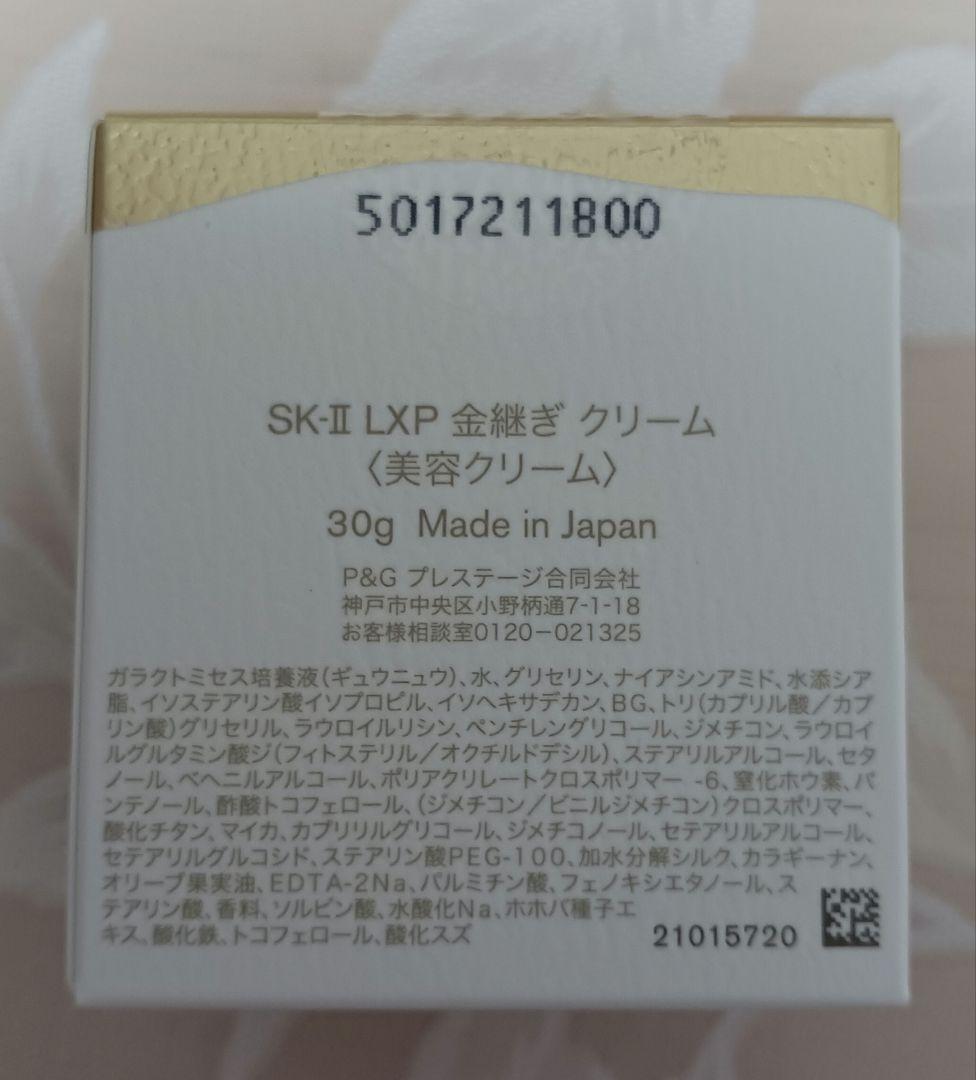 5017211800
SK-II LXP 金継ぎ クリーム
〈美容クリーム〉
30g Made in Japan
P&G プレステージ合同会社
神戸市中央区小野柄通7-1-18
お客様相談室0120-021325
ガラクトミセス培養液(ギュウニュウ)、水、グリセリン、ナイアシンアミド、水添シア
脂、イソステアリン酸イソプロピル、イソヘキサデカン、BG、トリ(カプリル酸/カプ
リン酸)グリセリル、ラウロイルリシン、ペンチレングリコール、ジメチコン、ラウロイ
ルグルタミン酸ジ(フィトステリル/オクチルドデシル)、ステアリルアルコール、セタ
ノール、ベヘニルアルコール、ポリアクリレートクロスポリマー -6、窒化ホウ素、パ
ンテノール、酢酸トコフェロール、(ジメチコン/ビニルジメチコン)クロスポリマー、
酸化チタン、マイカ、カプリリルグリコール、ジメチコノール、セテアリルアルコール、
セテアリルグルコシド、ステアリン酸PEG-100、加水分解シルク、カラギーナン、
オリーブ果実油、EDTA-2Na、パルミチン酸、フェノキシエタノール、ス
テアリン酸、香料、ソルビン酸、水酸化Na、ホホバ種子エ
キス、酸化鉄、トコフェロール、酸化スズ
21015720